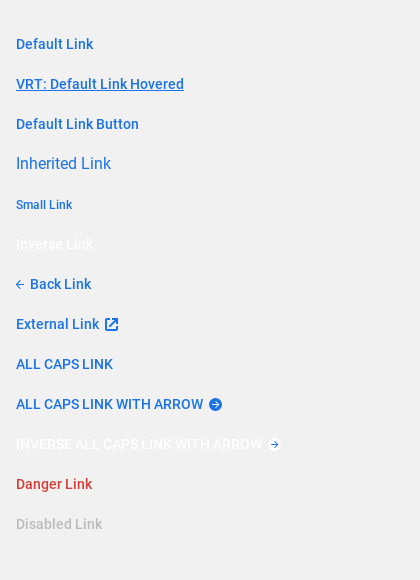 Default Link
VRT: Default Link Hovered
Default Link Button
Inherited Link
Small Link
Inverse Link
Back Link
External Link
ALL CAPS LINK
ALL CAPS LINK WITH ARROW
INVERSE ALL CAPS LINK WITH ARROW
Danger Link
Disabled Link